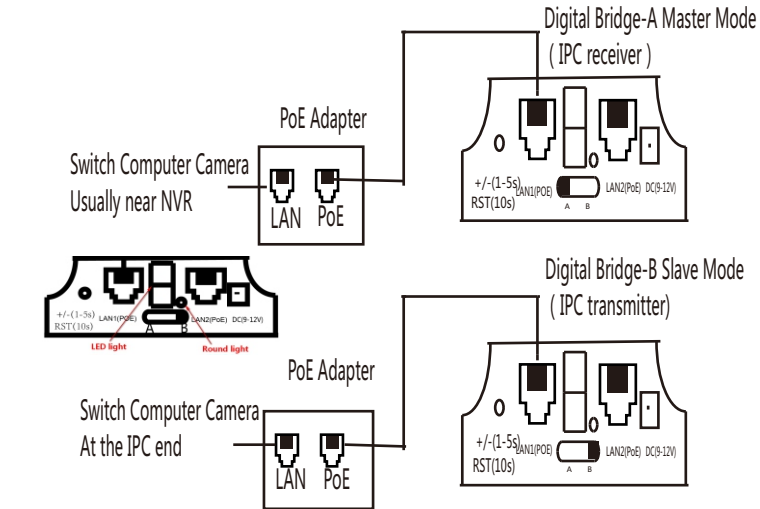 Digital Bridge-A Master Mode
( IPC receiver )
PoE Adapter
Switch Computer Camera
Usually near NVR
LAN PoE
+/-(1-5s)
RST(10s)
LAN1(POE)
A B
LAN2(PoE) DC(9-12V)
+/-(1-5s)
RST(10s)
LAN1(POE)
A B
LAN2(PoE) DC(9-12V)
LED light
Round light
Digital Bridge-B Slave Mode
( IPC transmitter)
PoE Adapter
Switch Computer Camera
At the IPC end
LAN PoE
+/-(1-5s)
RST(10s)
LAN1(POE)
A B
LAN2(PoE) DC(9-12V)